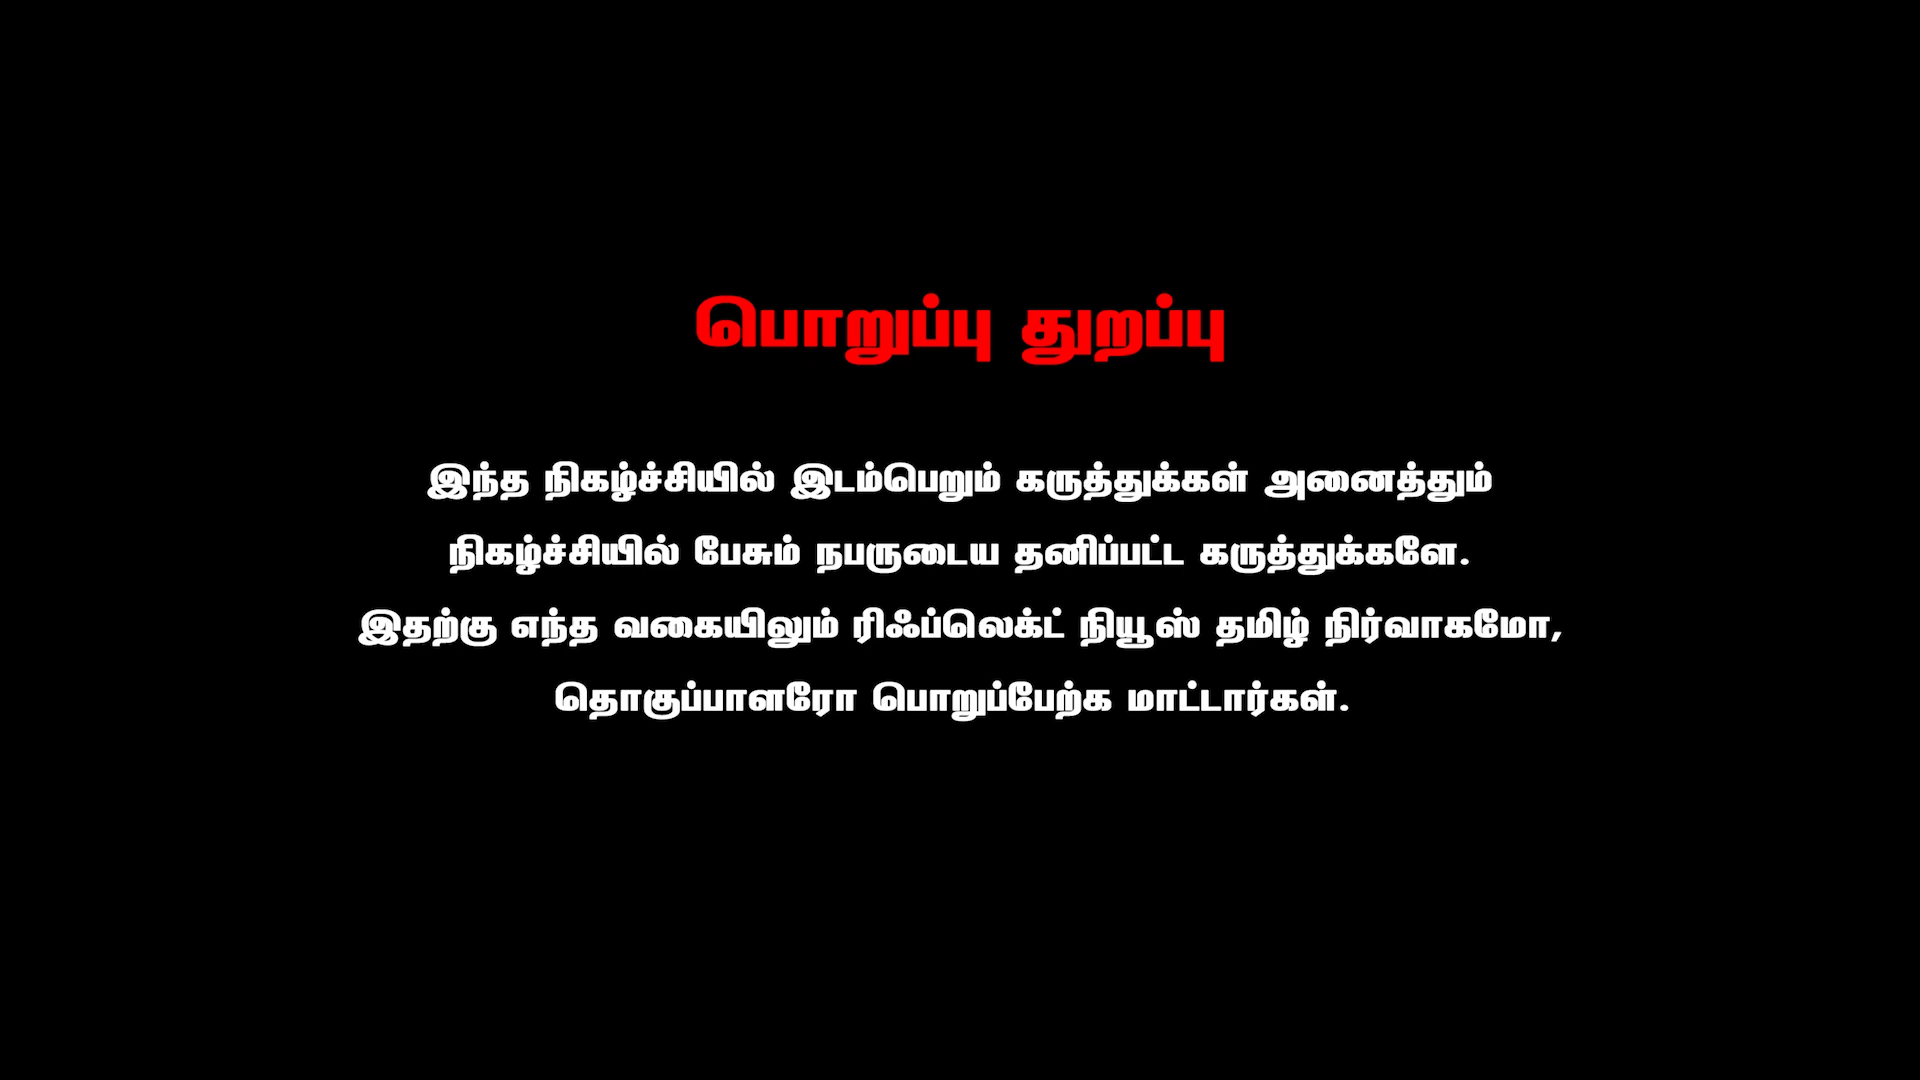 பொறுப்பு துறப்பு
இந்த நிகழ்ச்சியில் இடம்பெறும் கருத்துக்கள் அனைத்தும்
நிகழ்ச்சியில் பேசும் நபருடைய தனிப்பட்ட கருத்துக்களே.
இதற்கு எந்த வகையிலும் ரிஃப்லெக்ட் நியூஸ் தமிழ் நிர்வாகமோ,
தொகுப்பாளரோ பொறுப்பேற்க மாட்டார்கள்.